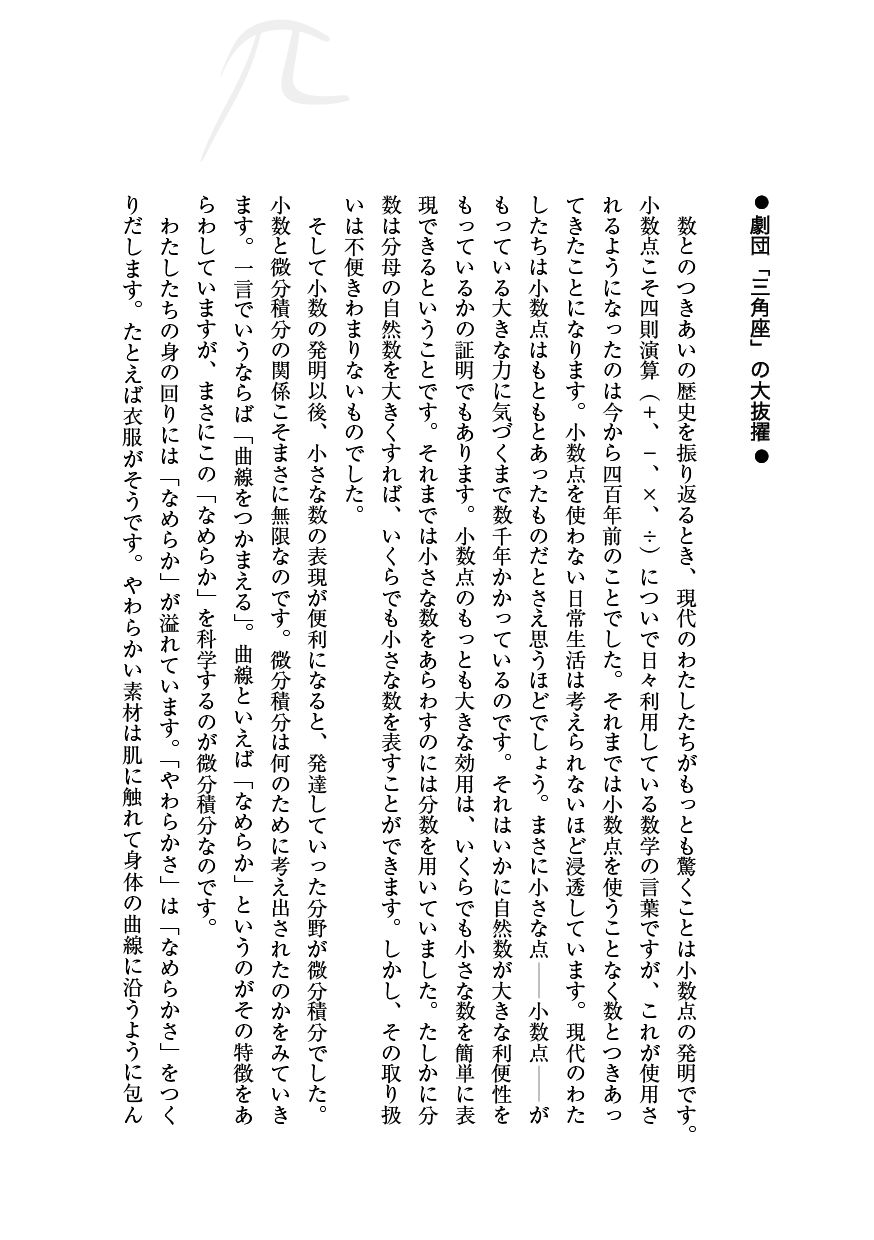 ●劇団「三角座」の大抜擢●
数とのつきあいの歴史を振り返るとき、現代のわたしたちがもっとも驚くことは小数点の発明です。
小数点こそ四則演算（+、−、×、÷）についで日々利用している数学の言葉ですが、これが使用さ
れるようになったのは今から四百年前のことでした。それまでは小数点を使うことなく数とつきあっ
てきたことになります。小数点を使わない日常生活は考えられないほど浸透しています。現代のわた
したちは小数点はもともとあったものだとさえ思うほどでしょう。まさに小さな点――小数点――が
もっている大きな力に気づくまで数千年かかっているのです。それはいかに自然数が大きな利便性を
もっているかの証明でもあります。小数点のもっとも大きな効用は、いくらでも小さな数を簡単に表
現できるということです。それまでは小さな数をあらわすのには分数を用いていました。たしかに分
数は分母の自然数を大きくすれば、いくらでも小さな数を表すことができます。しかし、その取り扱
いは不便きわまりないものでした。
そして小数の発明以後、小さな数の表現が便利になると、発達していった分野が微分積分でした。
小数と微分積分の関係こそまさに無限なのです。微分積分は何のために考え出されたのかをみていき
ます。一言でいうならば「曲線をつかまえる」。曲線といえば「なめらか」というのがその特徴をあ
らわしていますが、まさにこの「なめらか」を科学するのが微分積分なのです。
わたしたちの身の回りには「なめらか」が溢れています。「やわらかさ」は「なめらかさ」をつく
りだします。たとえば衣服がそうです。やわらかい素材は肌に触れて身体の曲線に沿うように包ん
π